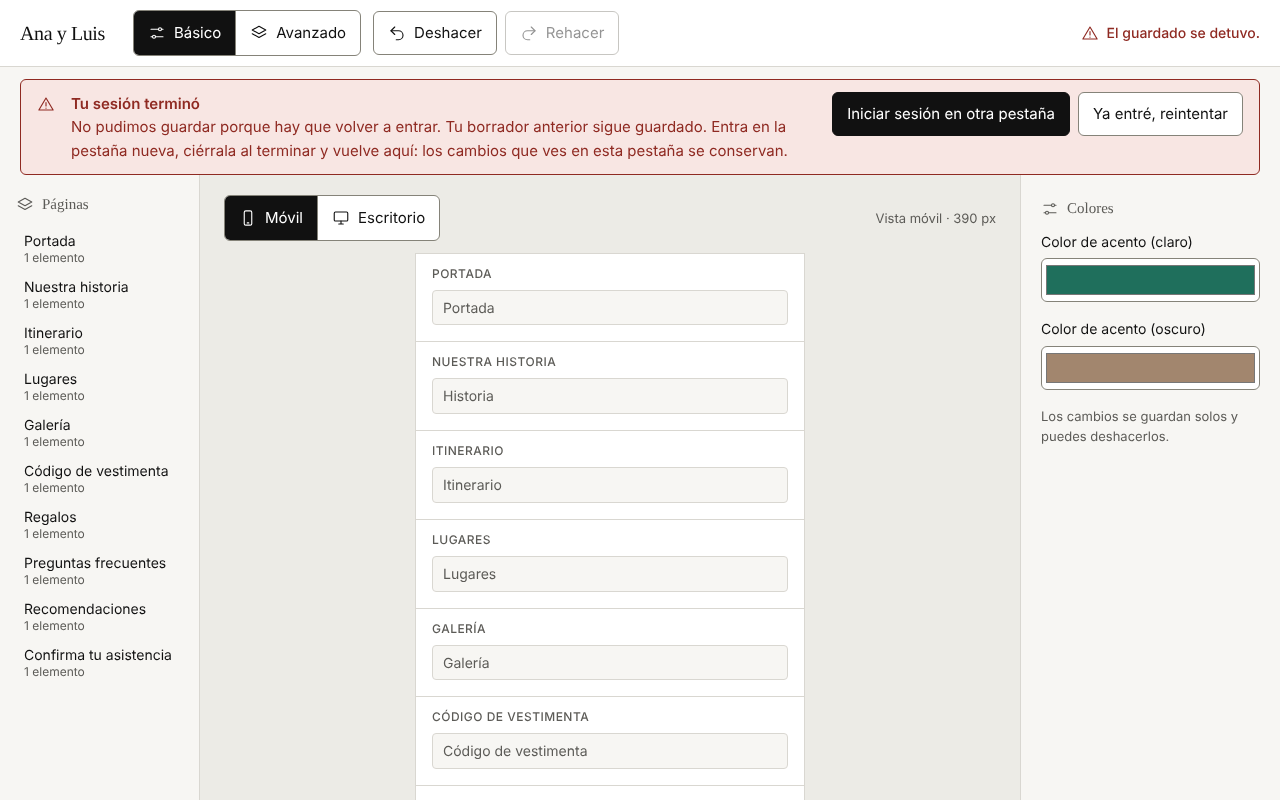 Ana y Luis
Básico
Avanzado
Deshacer
Rehacer
El guardado se detuvo.
Tu sesión terminó
No pudimos guardar porque hay que volver a entrar. Tu borrador anterior sigue guardado. Entra en la
pestaña nueva, ciérrala al terminar y vuelve aquí: los cambios que ves en esta pestaña se conservan.
Iniciar sesión en otra pestaña
Ya entré, reintentar
Páginas
Portada
1 elemento
Nuestra historia
1 elemento
Itinerario
1 elemento
Lugares
1 elemento
Galería
1 elemento
Código de vestimenta
1 elemento
Regalos
1 elemento
Preguntas frecuentes
1 elemento
Recomendaciones
1 elemento
Confirma tu asistencia
1 elemento
Móvil
Escritorio
Vista móvil · 390 px
PORTADA
Portada
NUESTRA HISTORIA
Historia
ITINERARIO
Itinerario
LUGARES
Lugares
GALERÍA
Galería
CÓDIGO DE VESTIMENTA
Código de vestimenta
Colores
Color de acento (claro)
Color de acento (oscuro)
Los cambios se guardan solos y
puedes deshacerlos.